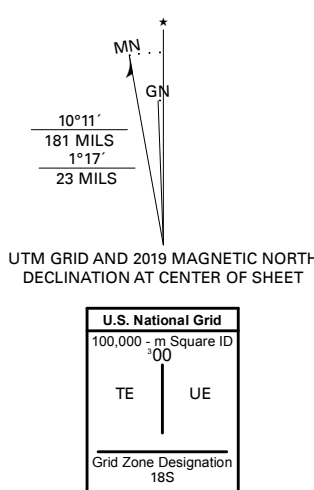 ★
MN
GN
10°11´
181 MILS
1°17´
23 MILS
UTM GRID AND 2019 MAGNETIC NORTH
DECLINATION AT CENTER OF SHEET
U.S. National Grid
100,000 - m Square ID
³00
TE UE
Grid Zone Designation
18S